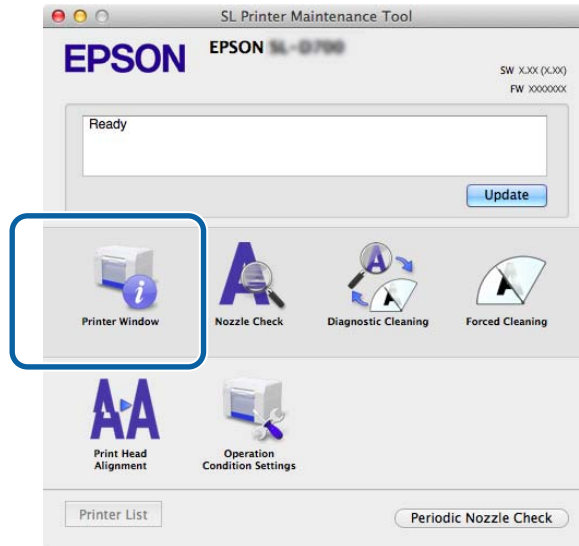 SL Printer Maintenance Tool
EPSON
EPSON
SW X.XX (X.XX)
FW XXXXXXX
Ready
Update
Printer Window
Nozzle Check
Diagnostic Cleaning
Forced Cleaning
Print Head
Alignment
Operation
Condition Settings
Printer List
Periodic Nozzle Check